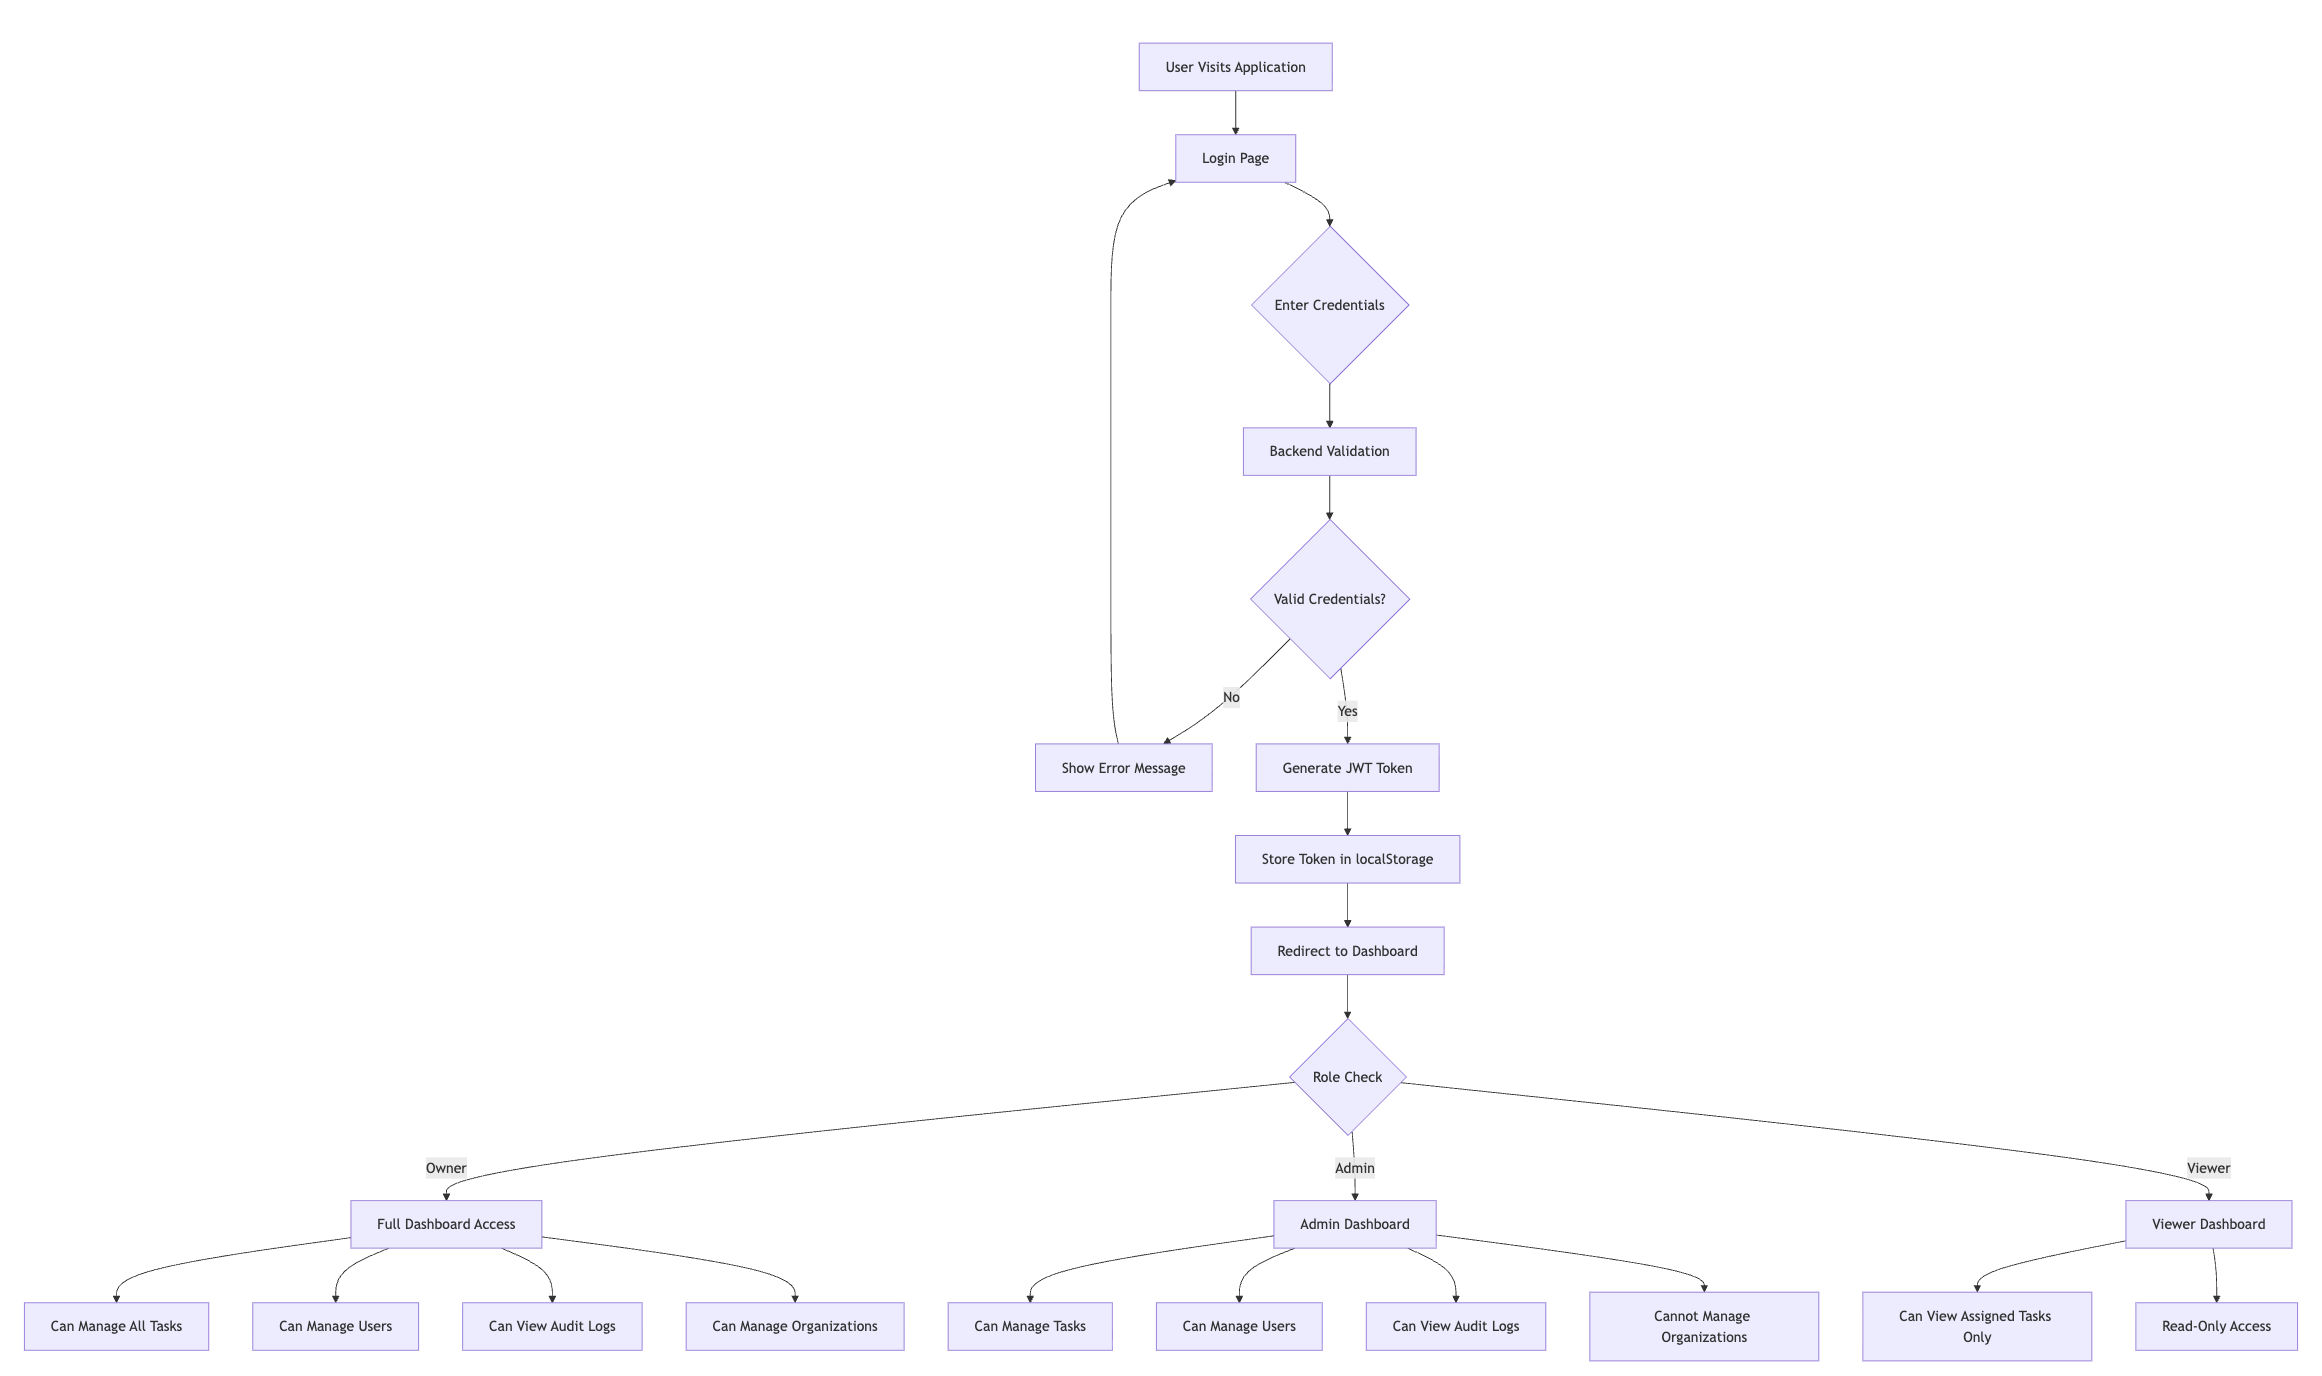 User Visits Application
Login Page
Enter Credentials
Backend Validation
Valid Credentials?
No
Yes
Show Error Message
Generate JWT Token
Store Token in localStorage
Redirect to Dashboard
Role Check
Owner
Admin
Viewer
Full Dashboard Access
Admin Dashboard
Viewer Dashboard
Can Manage All Tasks
Can Manage Users
Can View Audit Logs
Can Manage Organizations
Can Manage Tasks
Can Manage Users
Can View Audit Logs
Cannot Manage
Organizations
Can View Assigned Tasks
Only
Read-Only Access